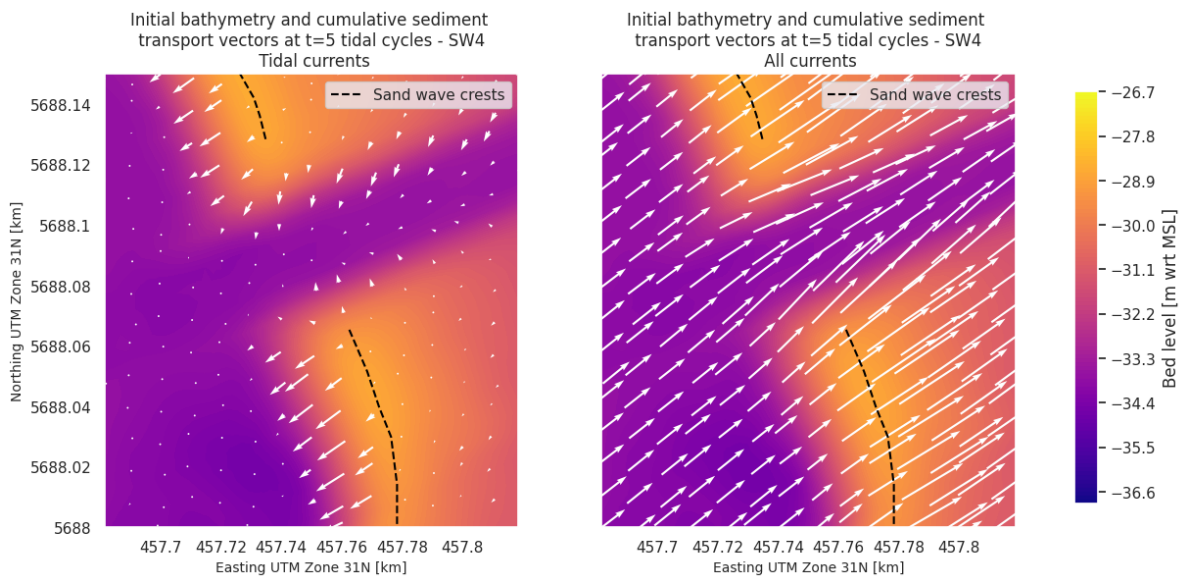 Initial bathymetry and cumulative sediment
transport vectors at t=5 tidal cycles - SW4
Tidal currents
Initial bathymetry and cumulative sediment
transport vectors at t=5 tidal cycles - SW4
All currents
Sand wave crests
Sand wave crests
Northing UTM Zone 31N [km]
5688.14
5688.12
5688.1
5688.08
5688.06
5688.04
5688.02
5688
457.7
457.72
457.74
457.76
457.78
457.8
Easting UTM Zone 31N [km]
457.7
457.72
457.74
457.76
457.78
457.8
Easting UTM Zone 31N [km]
−26.7
−27.8
−28.9
−30.0
−31.1
−32.2
−33.3
−34.4
−35.5
−36.6
Bed level [m wrt MSL]